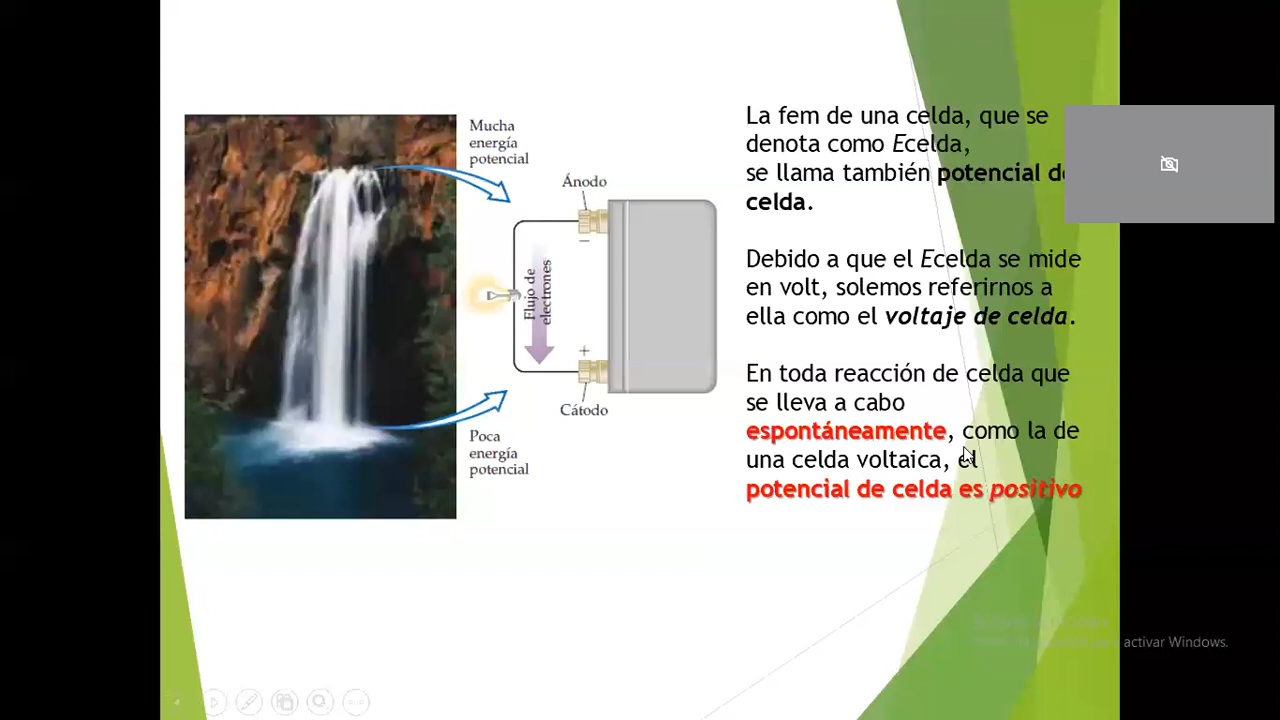 Mucha
energía
potencial
Ánodo
−
Flujo de
electrones
+
Cátodo
Poca
energía
potencial
La fem de una celda, que se
denota como Ecelda,
se llama también potencial de
celda.
Debido a que el Ecelda se mide
en volt, solemos referirnos a
ella como el voltaje de celda.
En toda reacción de celda que
se lleva a cabo
espontáneamente, como la de
una celda voltaica, el
potencial de celda es positivo
activar Windows.